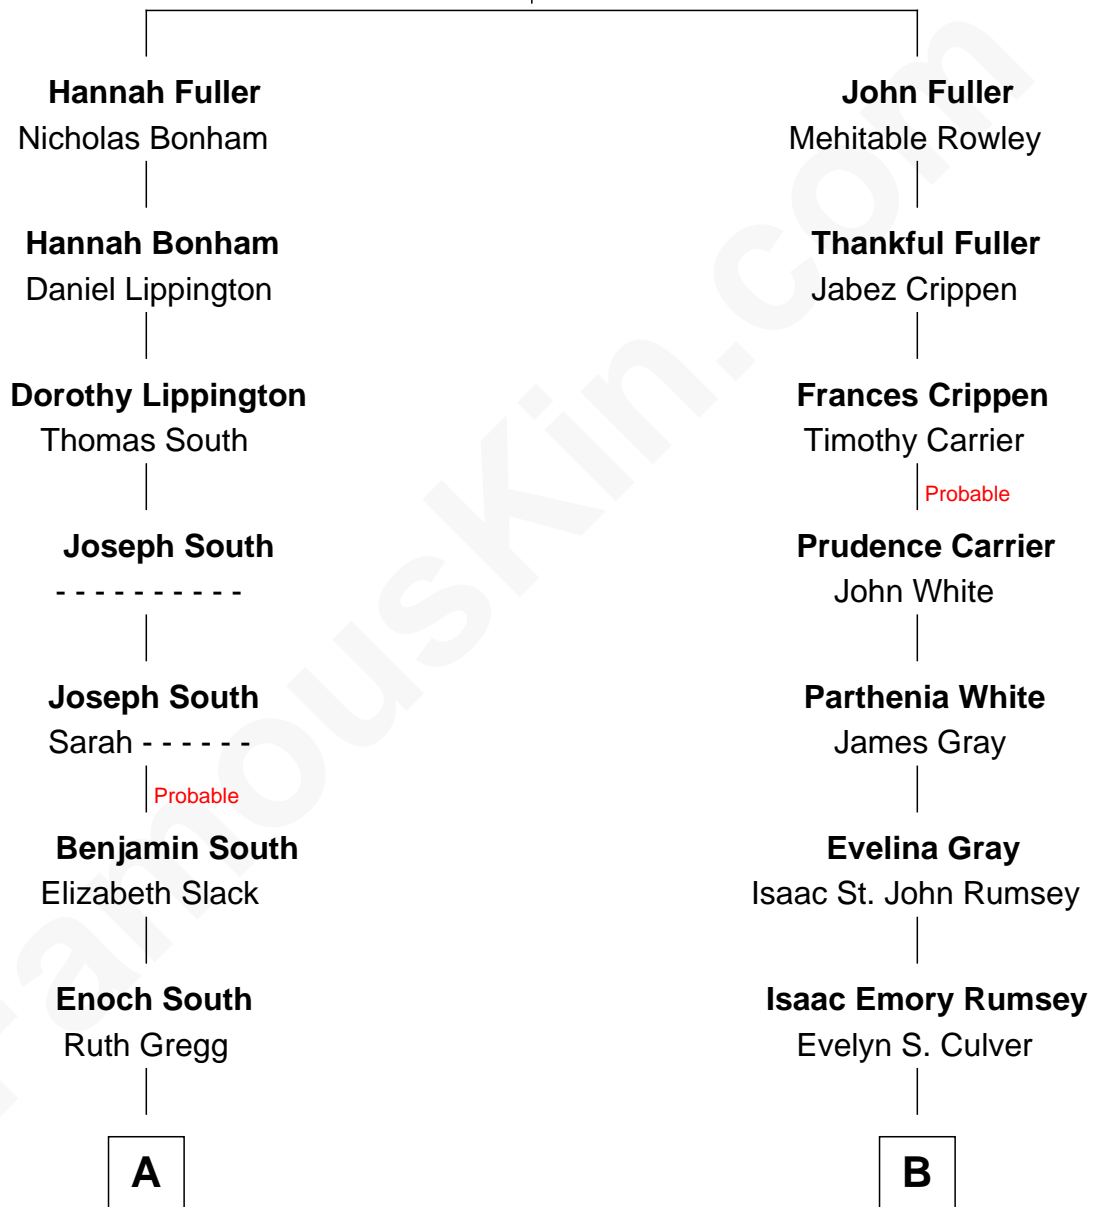 Hannah Fuller
Nicholas Bonham
Hannah Bonham
Daniel Lippington
Dorothy Lippington
Thomas South
Joseph South
- - - - - - - - - -
Joseph South
Sarah - - - - - -
Probable
Benjamin South
Elizabeth Slack
Enoch South
Ruth Gregg
A
John Fuller
Mehitable Rowley
Thankful Fuller
Jabez Crippen
Frances Crippen
Timothy Carrier
Probable
Prudence Carrier
John White
Parthenia White
James Gray
Evelina Gray
Isaac St. John Rumsey
Isaac Emory Rumsey
Evelyn S. Culver
B
FamousKin.com